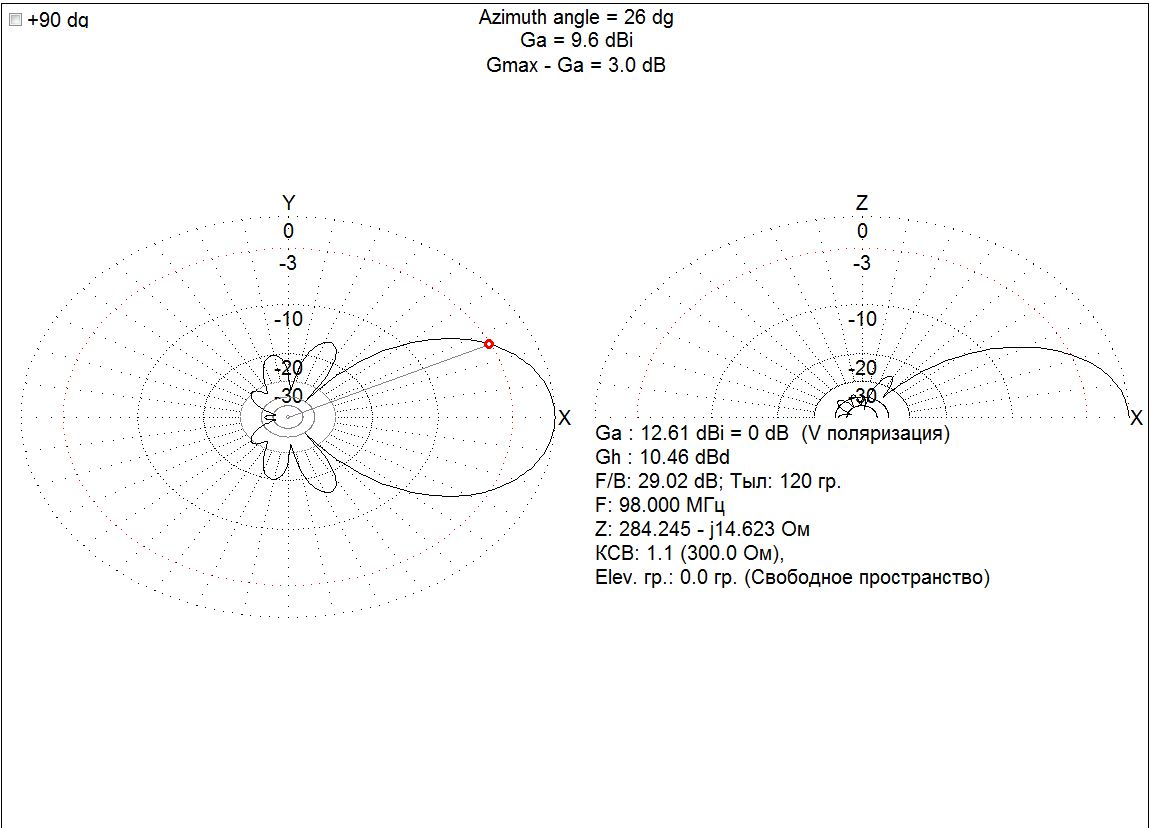 +90 dg
Azimuth angle = 26 dg
Ga = 9.6 dBi
Gmax - Ga = 3.0 dB
Y
0
-3
-10
-20
-30
X
Z
0
-3
-10
-20
-30
X
Ga : 12.61 dBi = 0 dB (V поляризация)
Gh : 10.46 dBd
F/B: 29.02 dB; Тыл: 120 гр.
F: 98.000 МГц
Z: 284.245 - j14.623 Ом
КСВ: 1.1 (300.0 Ом),
Elev. гр.: 0.0 гр. (Свободное пространство)